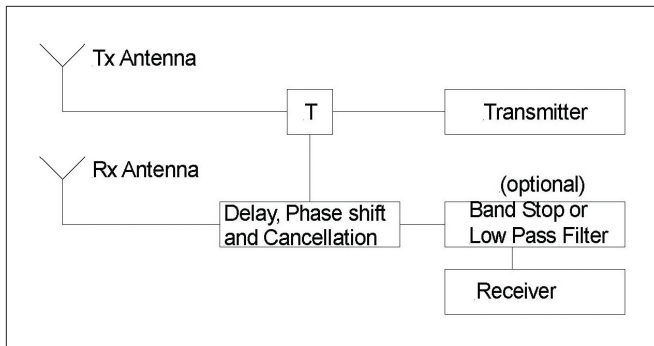 Tx Antenna
T
Transmitter
Rx Antenna
(optional)
Delay, Phase shift
and Cancellation
Band Stop or
Low Pass Filter
Receiver